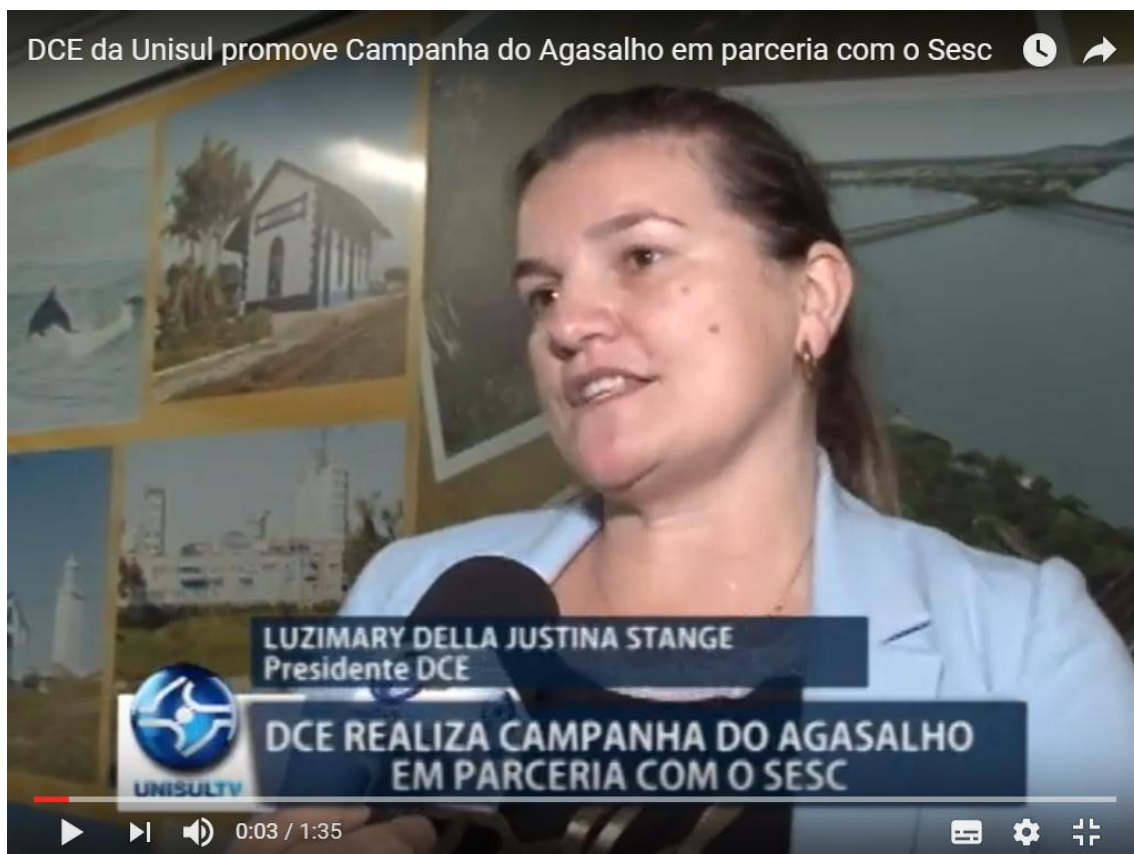 DCE da Unisul promove Campanha do Agasalho em parceria com o Sesc
LUZIMARY DELLA JUSTINA STANGE
Presidente DCE
DCE REALIZA CAMPANHA DO AGASALHO
EM PARCERIA COM O SESC
UNISULTV
0:03 / 1:35